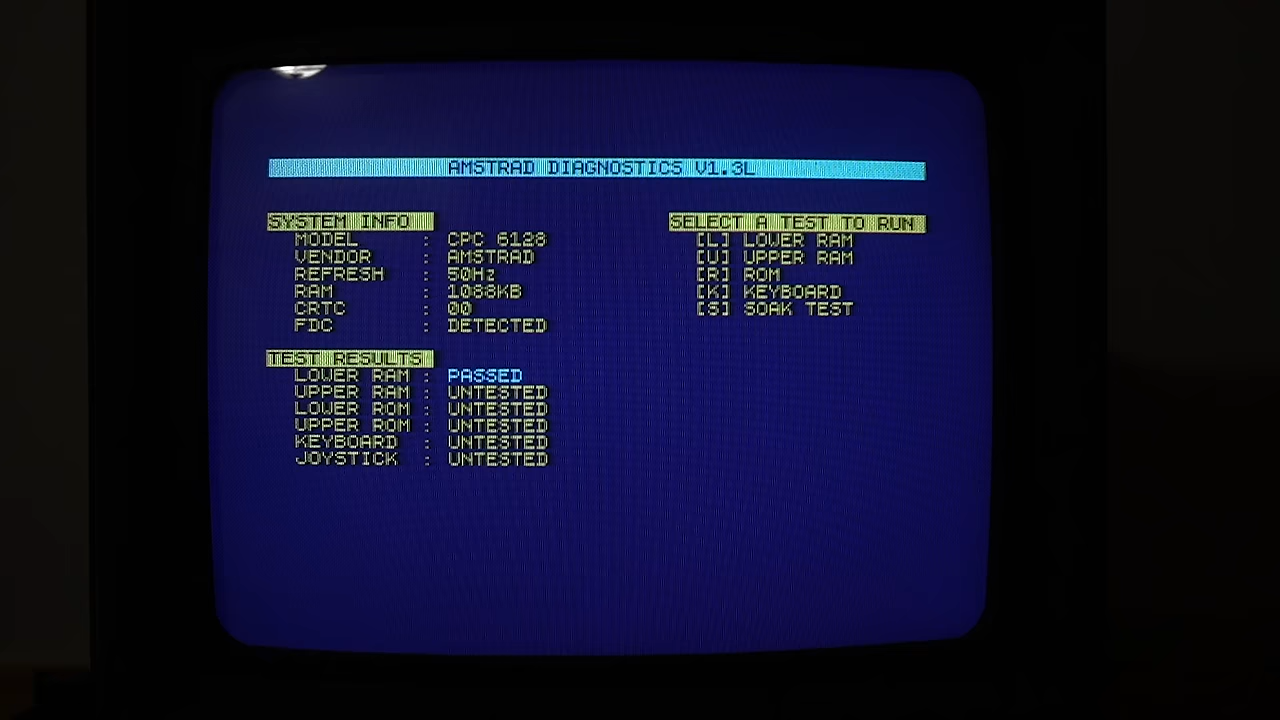 AMSTRAD DIAGNOSTICS V1.3L
SYSTEM INFO
MODEL : CPC 6128
VENDOR : AMSTRAD
REFRESH : 50Hz
RAM : 1088KB
CRTC : 00
FDC : DETECTED
TEST RESULTS
LOWER RAM : PASSED
UPPER RAM : UNTESTED
LOWER ROM : UNTESTED
UPPER ROM : UNTESTED
KEYBOARD : UNTESTED
JOYSTICK : UNTESTED
SELECT A TEST TO RUN
[L] LOWER RAM
[U] UPPER RAM
[R] ROM
[K] KEYBOARD
[S] SOAK TEST